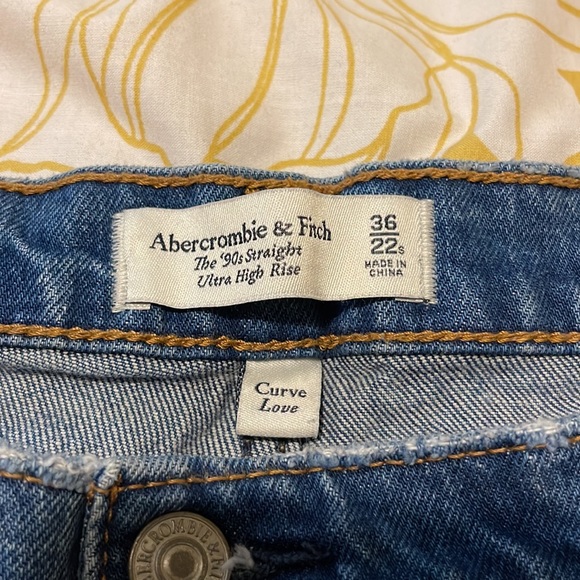 Abercrombie & Fitch
The '90s Straight
Ultra High Rise
36
22s
MADE IN
CHINA
Curve
Love